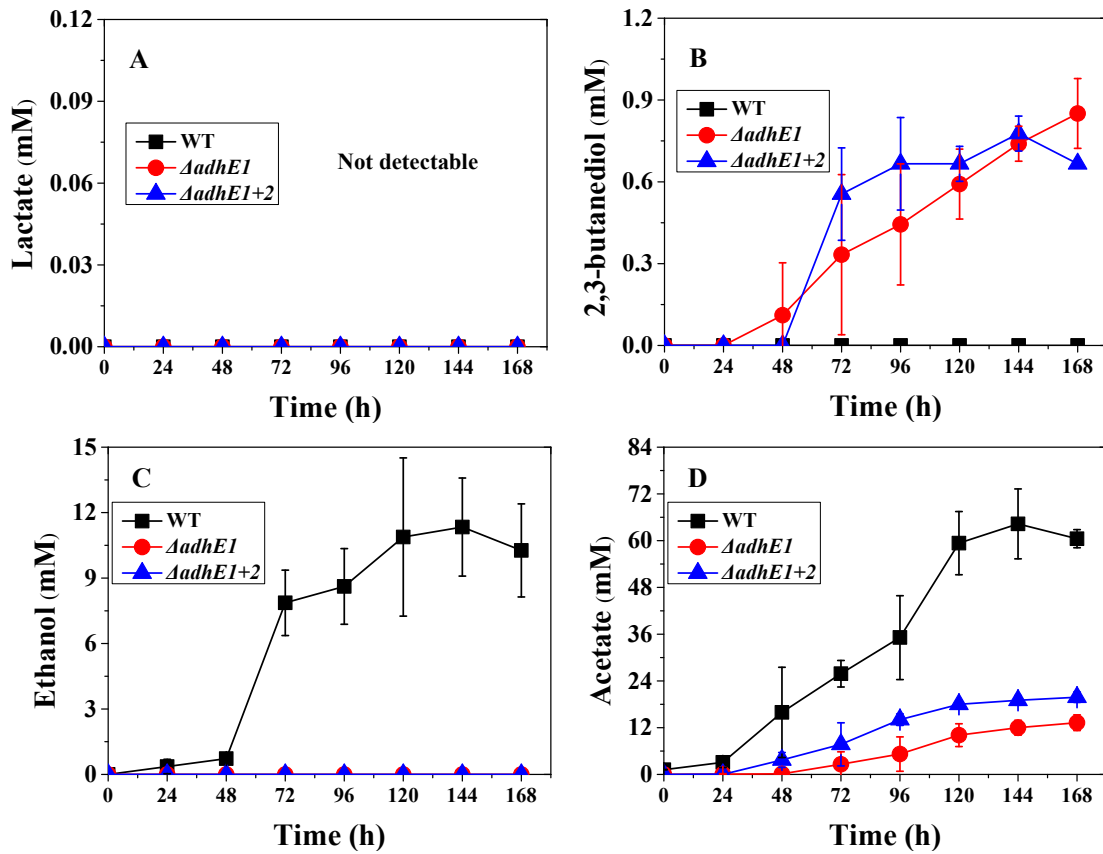 A
Lactate (mM)
0.12
0.09
0.06
0.03
0.00
WT
ΔadhE1
ΔadhE1+2
Not detectable
0 24 48 72 96 120 144 168
Time (h)
B
2,3-butanediol (mM)
1.2
0.9
0.6
0.3
0.0
WT
ΔadhE1
ΔadhE1+2
0 24 48 72 96 120 144 168
Time (h)
C
Ethanol (mM)
15
12
9
6
3
0
WT
ΔadhE1
ΔadhE1+2
0 24 48 72 96 120 144 168
Time (h)
D
Acetate (mM)
84
72
60
48
36
24
12
0
WT
ΔadhE1
ΔadhE1+2
0 24 48 72 96 120 144 168
Time (h)